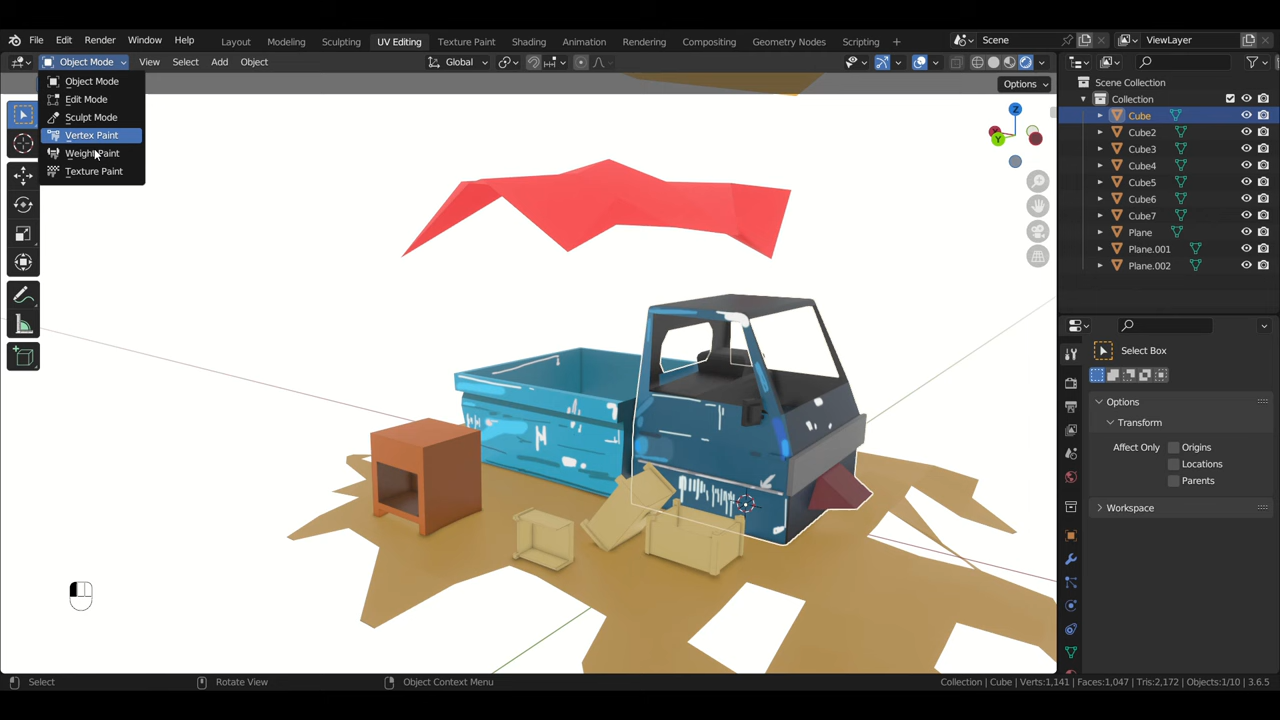 File Edit Render Window Help Layout Modeling Sculpting UV Editing Texture Paint Shading Animation Rendering Compositing Geometry Nodes Scripting + Scene ViewLayer
Object Mode View Select Add Object Global
Options
Object Mode
Edit Mode
Sculpt Mode
Vertex Paint
Weight Paint
Texture Paint
Z
Y
Scene Collection
Collection
Cube
Cube2
Cube3
Cube4
Cube5
Cube6
Cube7
Plane
Plane.001
Plane.002
Select Box
Options
Transform
Affect Only Origins
Locations
Parents
Workspace
Select Rotate View Object Context Menu Collection | Cube | Verts:1,141 | Faces:1,047 | Tris:2,172 | Objects:1/10 | 3.6.5